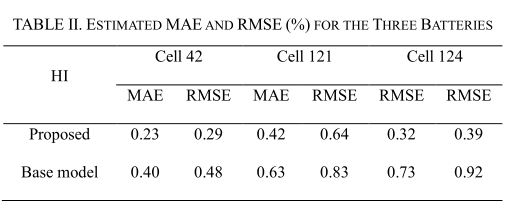 TABLE II. ESTIMATED MAE AND RMSE (%) FOR THE THREE BATTERIES
HI Cell 42 Cell 121 Cell 124
MAE RMSE MAE RMSE RMSE RMSE
Proposed 0.23 0.29 0.42 0.64 0.32 0.39
Base model 0.40 0.48 0.63 0.83 0.73 0.92